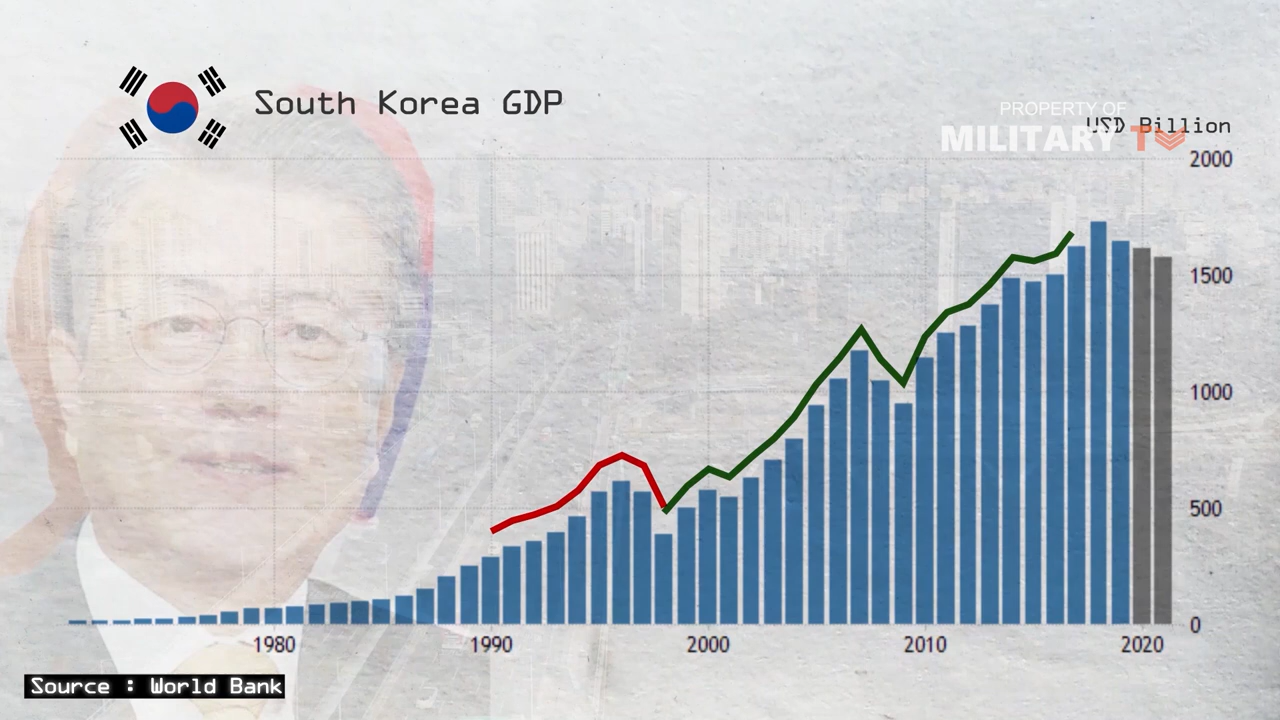 South Korea GDP
PROPERTY OF
USD Billion
MILITARY TV
2000
1500
1000
500
0
1980 1990 2000 2010 2020
Source : World Bank